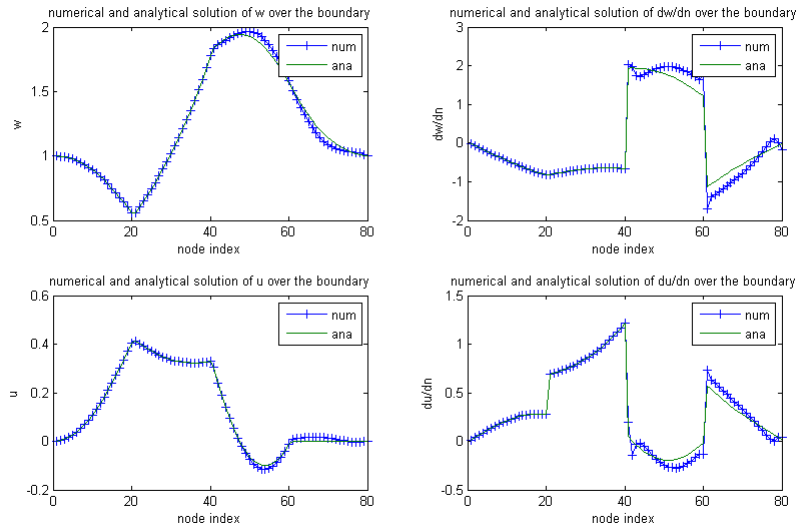 numerical and analytical solution of w over the boundary
2
1.5
1
0.5
w
0 20 40 60 80
node index
num
ana
numerical and analytical solution of dw/dn over the boundary
3
2
1
0
-1
-2
dw/dn
0 20 40 60 80
node index
num
ana
numerical and analytical solution of u over the boundary
0.6
0.4
0.2
0
-0.2
u
0 20 40 60 80
node index
num
ana
numerical and analytical solution of du/dn over the boundary
1.5
1
0.5
0
-0.5
du/dn
0 20 40 60 80
node index
num
ana